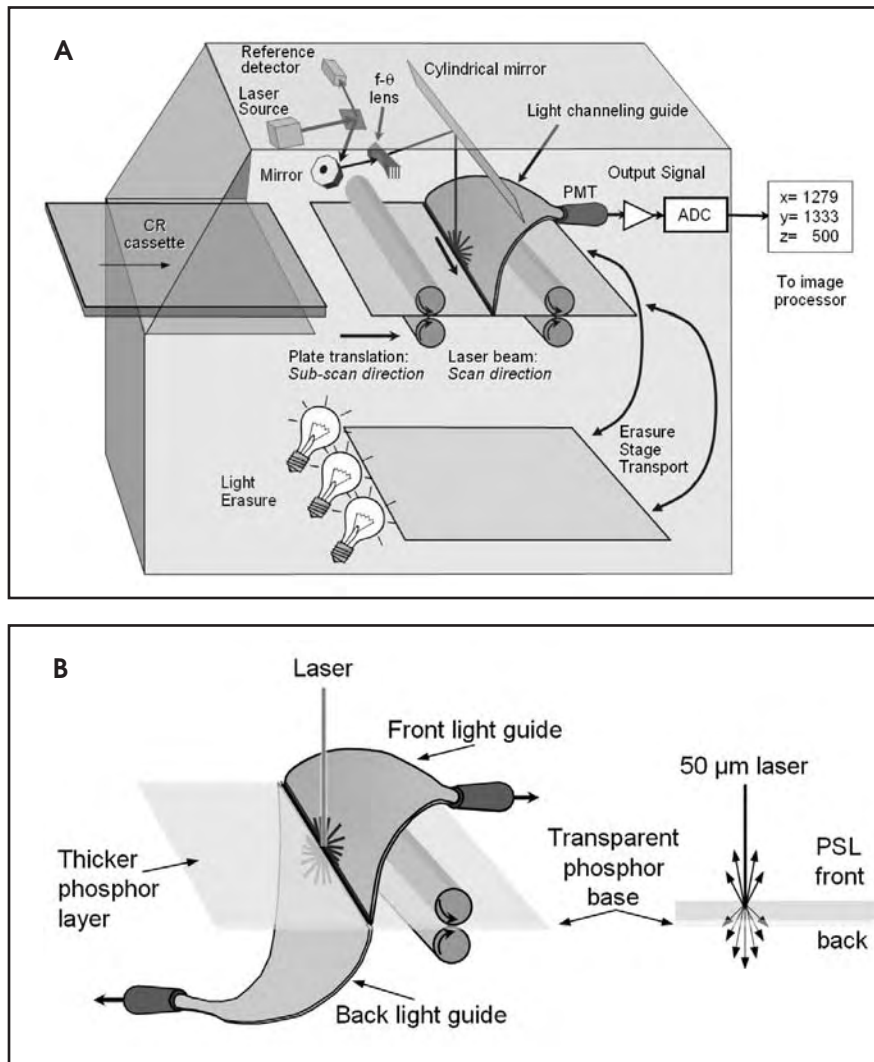 A
Reference
detector
Laser
Source
f-θ
lens
Cylindrical mirror
Light channeling guide
Mirror
PMT
Output Signal
ADC
x= 1279
y= 1333
z= 500
To image
processor
CR
cassette
Plate translation:
Sub-scan direction
Laser beam:
Scan direction
Light
Erasure
Erasure
Stage
Transport
B
Laser
Front light guide
50 µm laser
Thicker
phosphor
layer
Transparent
phosphor
base
PSL
front
back
Back light guide